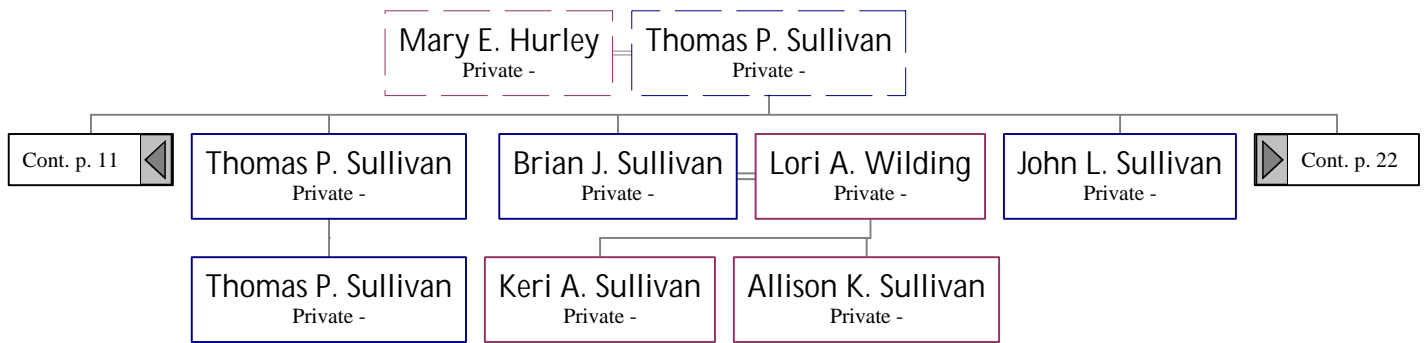 Mary E. Hurley
Private -
Thomas P. Sullivan
Private -
Cont. p. 11
Thomas P. Sullivan
Private -
Brian J. Sullivan
Private -
Lori A. Wilding
Private -
John L. Sullivan
Private -
Cont. p. 22
Thomas P. Sullivan
Private -
Keri A. Sullivan
Private -
Allison K. Sullivan
Private -